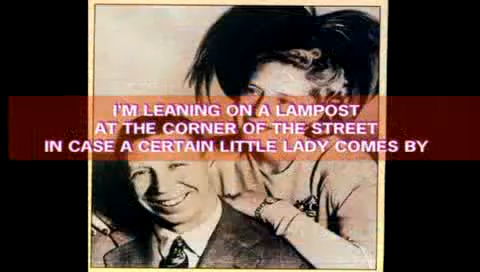 I'M LEANING ON A LAMPOST
AT THE CORNER OF THE STREET
IN CASE A CERTAIN LITTLE LADY COMES BY